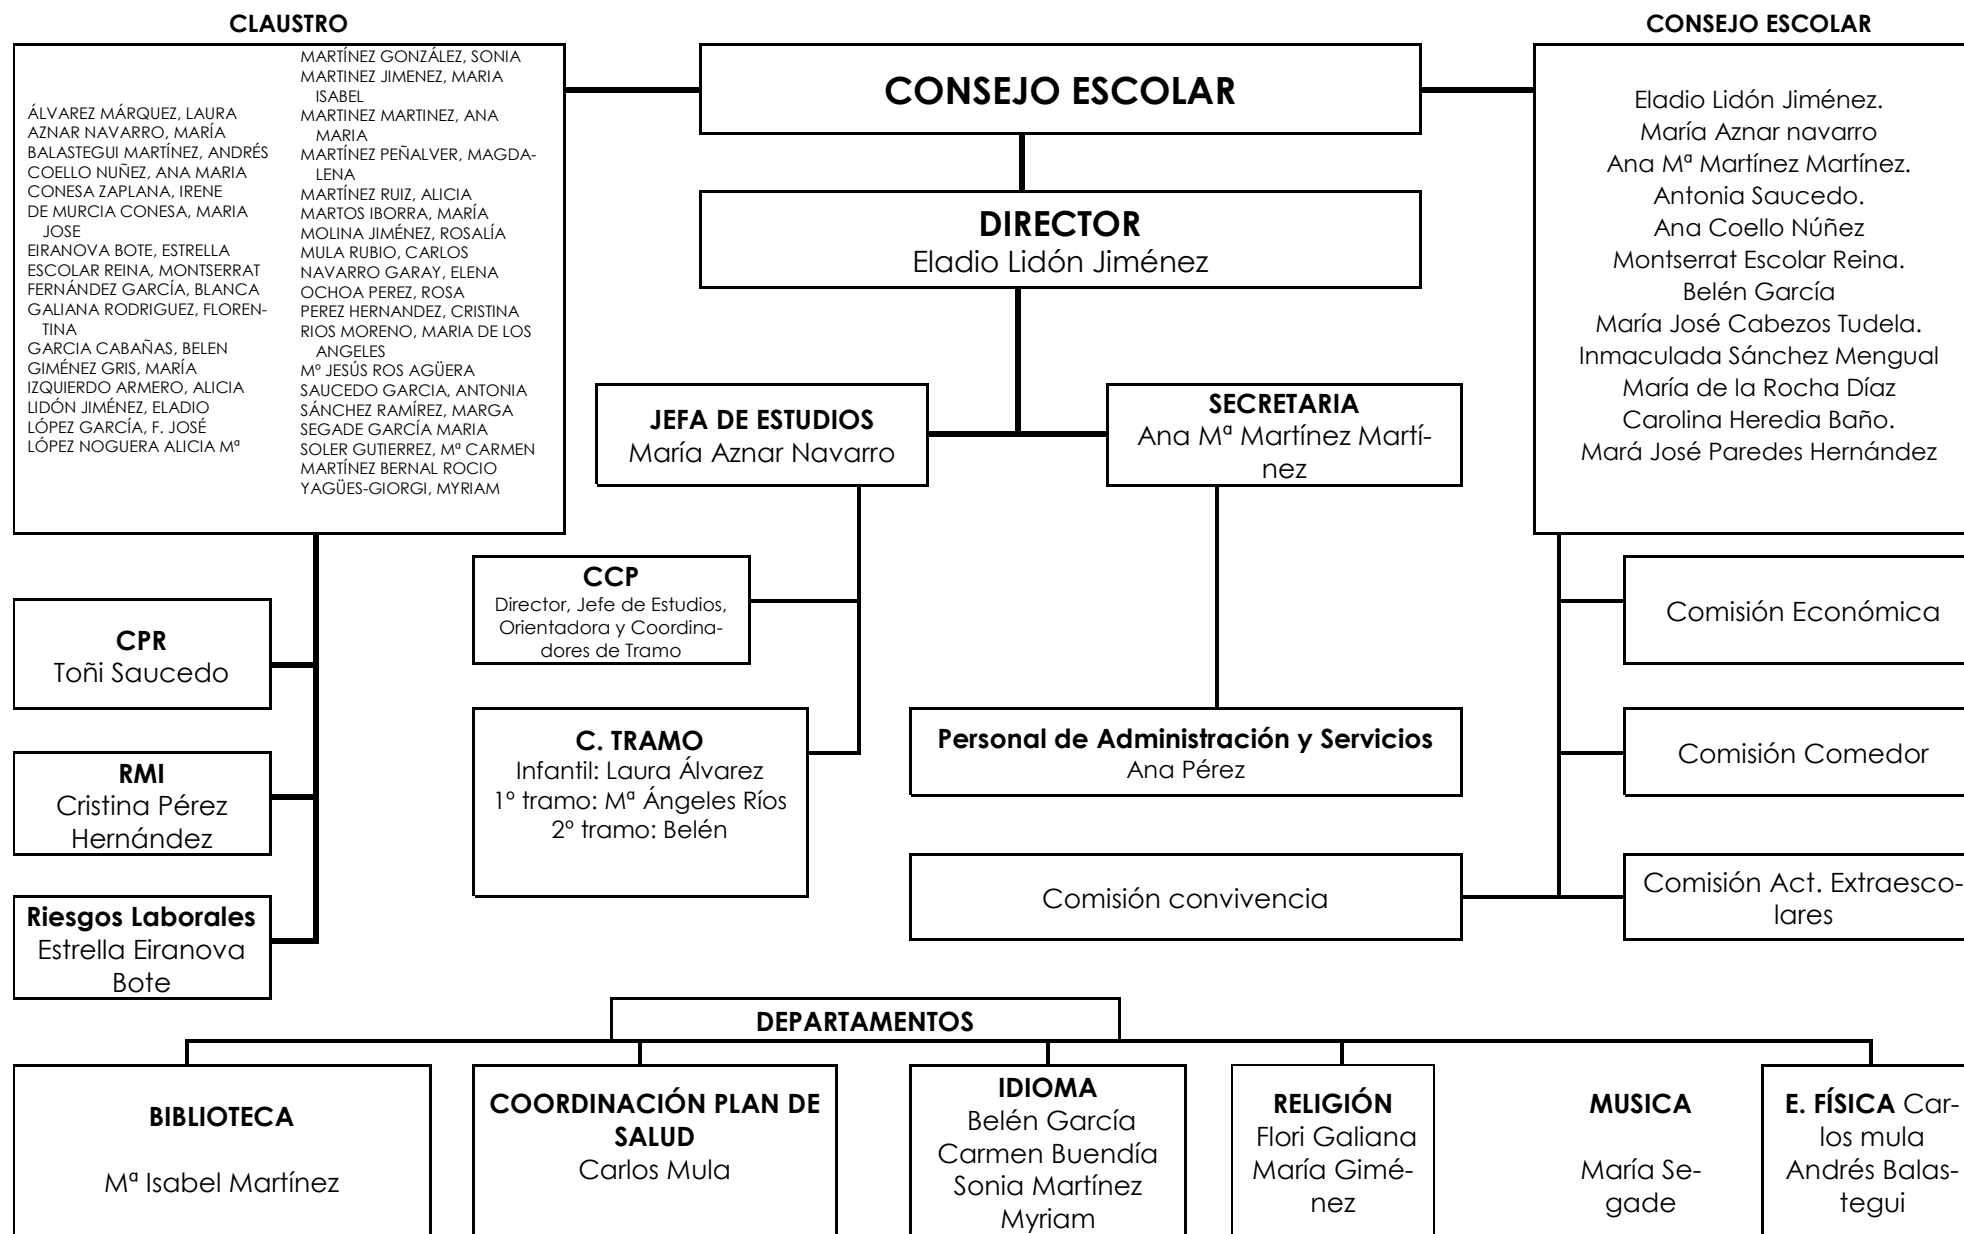 CLAUSTRO
ÁLVAREZ MÁRQUEZ, LAURA
AZNAR NAVARRO, MARÍA
BALASTEGUI MARTÍNEZ, ANDRÉS
COELLO NUÑEZ, ANA MARIA
CONESA ZAPLANA, IRENE
DE MURCIA CONESA, MARIA
JOSE
EIRANOVA BOTE, ESTRELLA
ESCOLAR REINA, MONTSERRAT
FERNÁNDEZ GARCÍA, BLANCA
GALIANA RODRIGUEZ, FLOREN-
TINA
GARCIA CABAÑAS, BELEN
GIMÉNEZ GRIS, MARÍA
IZQUIERDO ARMERO, ALICIA
LIDÓN JIMÉNEZ, ELADIO
LÓPEZ GARCÍA, F. JOSÉ
LÓPEZ NOGUERA ALICIA Mª
MARTÍNEZ GONZÁLEZ, SONIA
MARTINEZ JIMENEZ, MARIA
ISABEL
MARTINEZ MARTINEZ, ANA
MARIA
MARTÍNEZ PEÑALVER, MAGDA-
LENA
MARTÍNEZ RUIZ, ALICIA
MARTOS IBORRA, MARÍA
MOLINA JIMÉNEZ, ROSALÍA
MULA RUBIO, CARLOS
NAVARRO GARAY, ELENA
OCHOA PEREZ, ROSA
PEREZ HERNANDEZ, CRISTINA
RIOS MORENO, MARIA DE LOS
ANGELES
Mº JESÚS ROS AGÜERA
SAUCEDO GARCIA, ANTONIA
SÁNCHEZ RAMÍREZ, MARGA
SEGADE GARCÍA MARIA
SOLER GUTIERREZ, Mª CARMEN
MARTÍNEZ BERNAL ROCIO
YAGÜES-GIORGI, MYRIAM
CONSEJO ESCOLAR
DIRECTOR
Eladio Lidón Jiménez
CONSEJO ESCOLAR
Eladio Lidón Jiménez.
María Aznar navarro
Ana Mª Martínez Martínez.
Antonia Saucedo.
Ana Coello Núñez
Montserrat Escolar Reina.
Belén García
María José Cabezos Tudela.
Inmaculada Sánchez Mengual
María de la Rocha Díaz
Carolina Heredia Baño.
Mará José Paredes Hernández
JEFA DE ESTUDIOS
María Aznar Navarro
SECRETARIA
Ana Mª Martínez Martí-
nez
CPR
Toñi Saucedo
RMI
Cristina Pérez
Hernández
Riesgos Laborales
Estrella Eiranova
Bote
CCP
Director, Jefe de Estudios,
Orientadora y Coordina-
dores de Tramo
C. TRAMO
Infantil: Laura Álvarez
1º tramo: Mª Ángeles Ríos
2º tramo: Belén
Personal de Administración y Servicios
Ana Pérez
Comisión convivencia
Comisión Económica
Comisión Comedor
Comisión Act. Extraesco-
lares
DEPARTAMENTOS
BIBLIOTECA
Mª Isabel Martínez
COORDINACIÓN PLAN DE
SALUD
Carlos Mula
IDIOMA
Belén García
Carmen Buendía
Sonia Martínez
Myriam
RELIGIÓN
Flori Galiana
María Gimé-
nez
MUSICA
María Se-
gade
E. FÍSICA Car-
los mula
Andrés Balas-
tegui